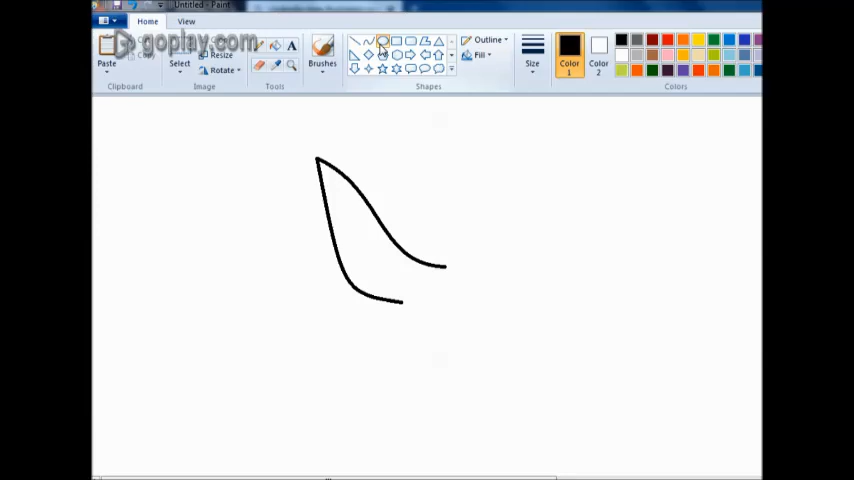 Untitled - Paint
Home View
goplay.com
Paste
Copy
Select
Rotate
Brushes
Outline
Fill
Size
Color 1
Color 2
Clipboard
Image
Tools
Shapes
Colors